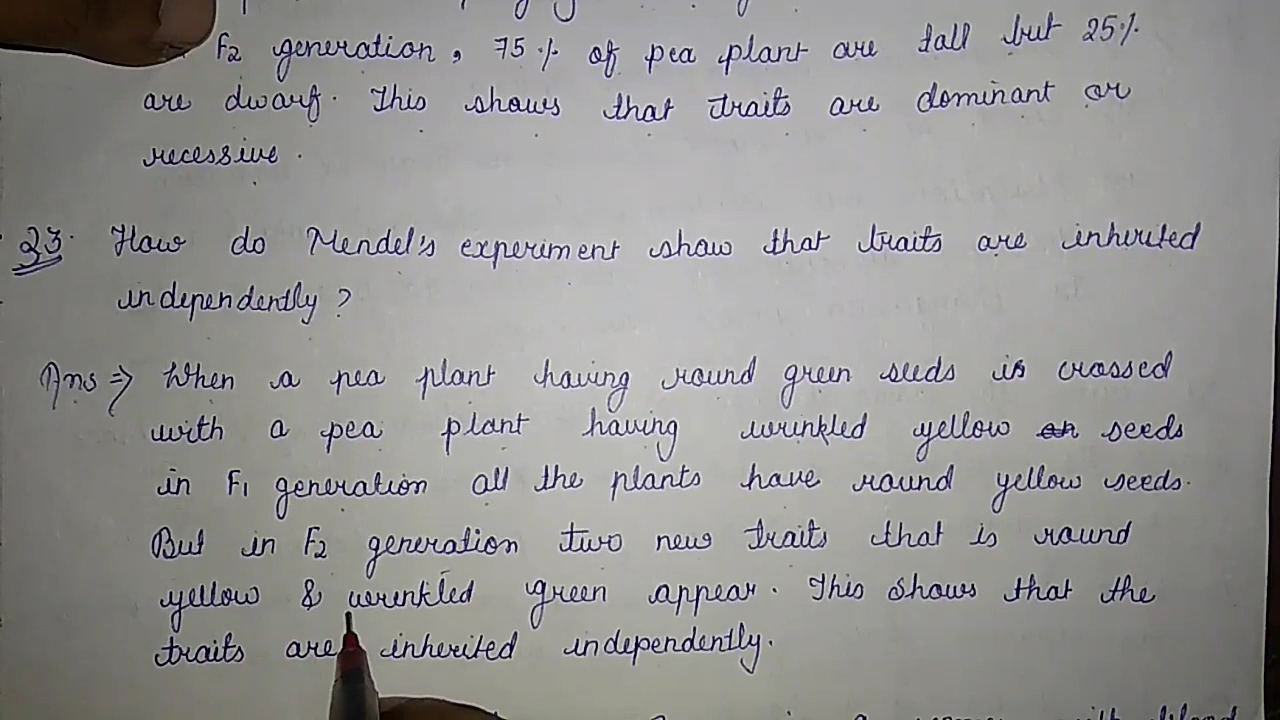 F2 generation, 75% of pea plant are tall but 25%
are dwarf. This shows that traits are dominant or
recessive.
23. How do Mendel's experiment show that traits are inherited
independently?
Ans ⇒ When a pea plant having round green seeds is crossed
with a pea plant having wrinkled yellow seeds
in F1 generation all the plants have round yellow seeds.
But in F2 generation two new traits that is round
yellow & wrinkled green appear. This shows that the
traits are inherited independently.